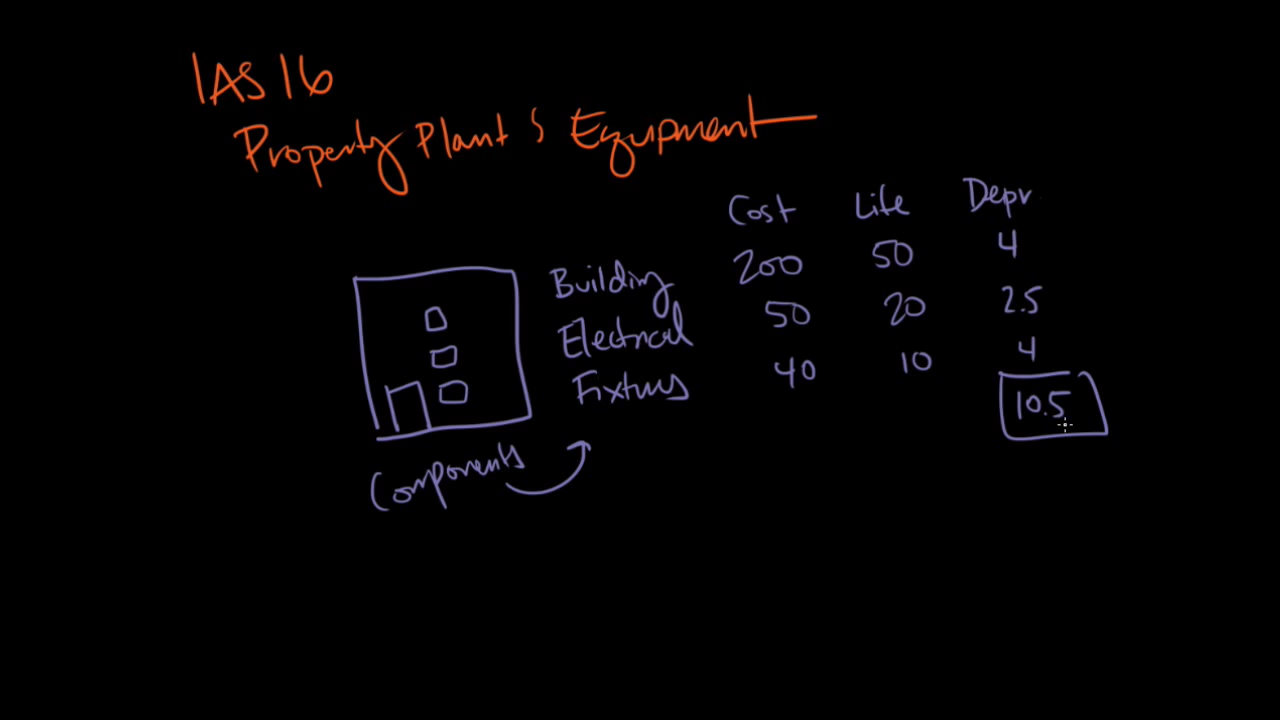 IAS 16
Property Plant & Equipment
Cost Life Depr
Building 200 50 4
Electrical 50 20 2.5
Fixtures 40 10 4
10.5
Components